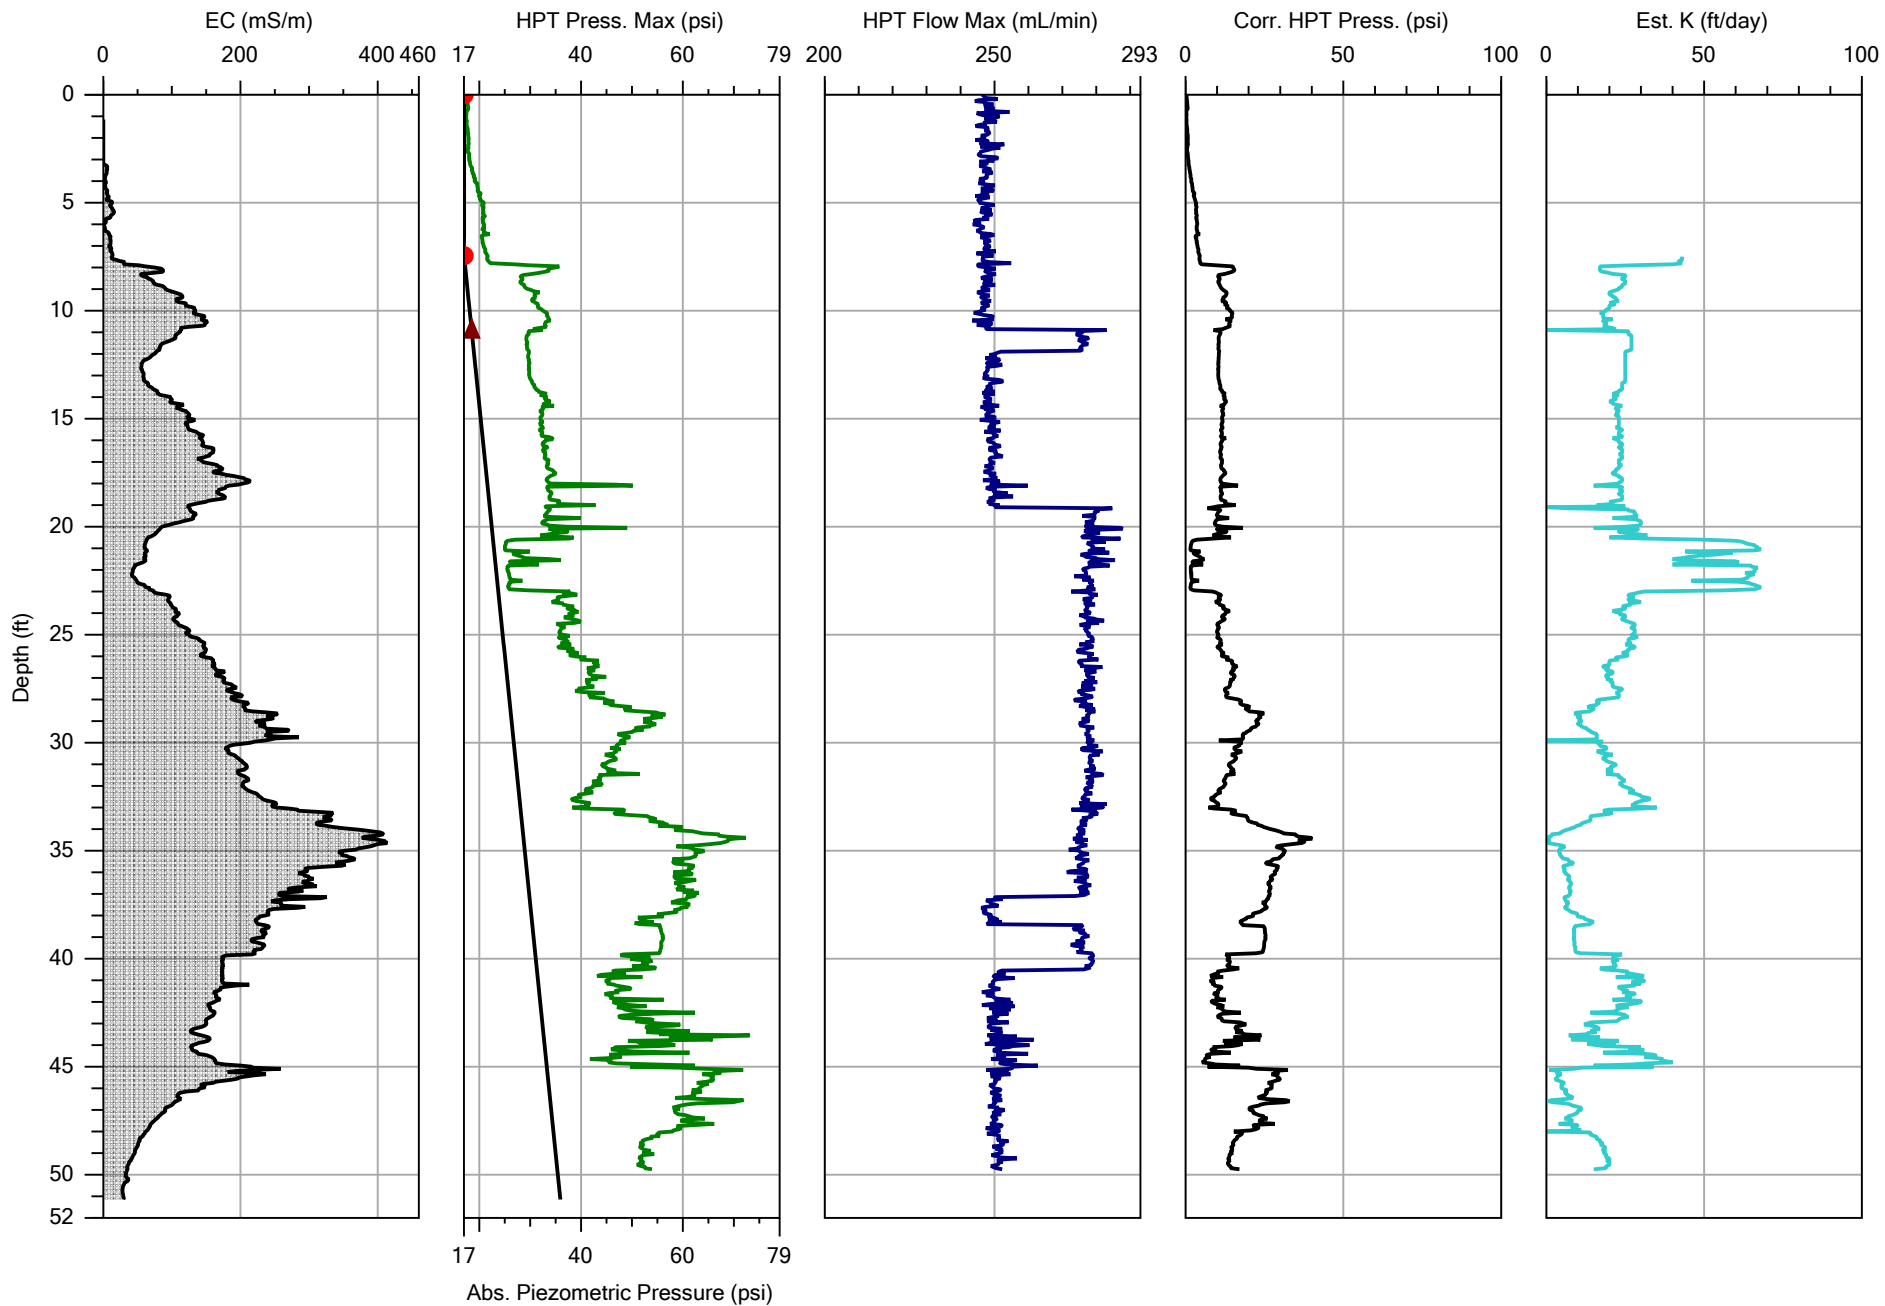 EC (mS/m) HPT Press. Max (psi) HPT Flow Max (mL/min) Corr. HPT Press. (psi) Est. K (ft/day)
0 200 400 460 17 40 60 79 200 250 293 0 50 100 0 50 100
0
5
10
15
20
25
30
35
40
45
50
52
Depth (ft)
17 40 60 79
Abs. Piezometric Pressure (psi)